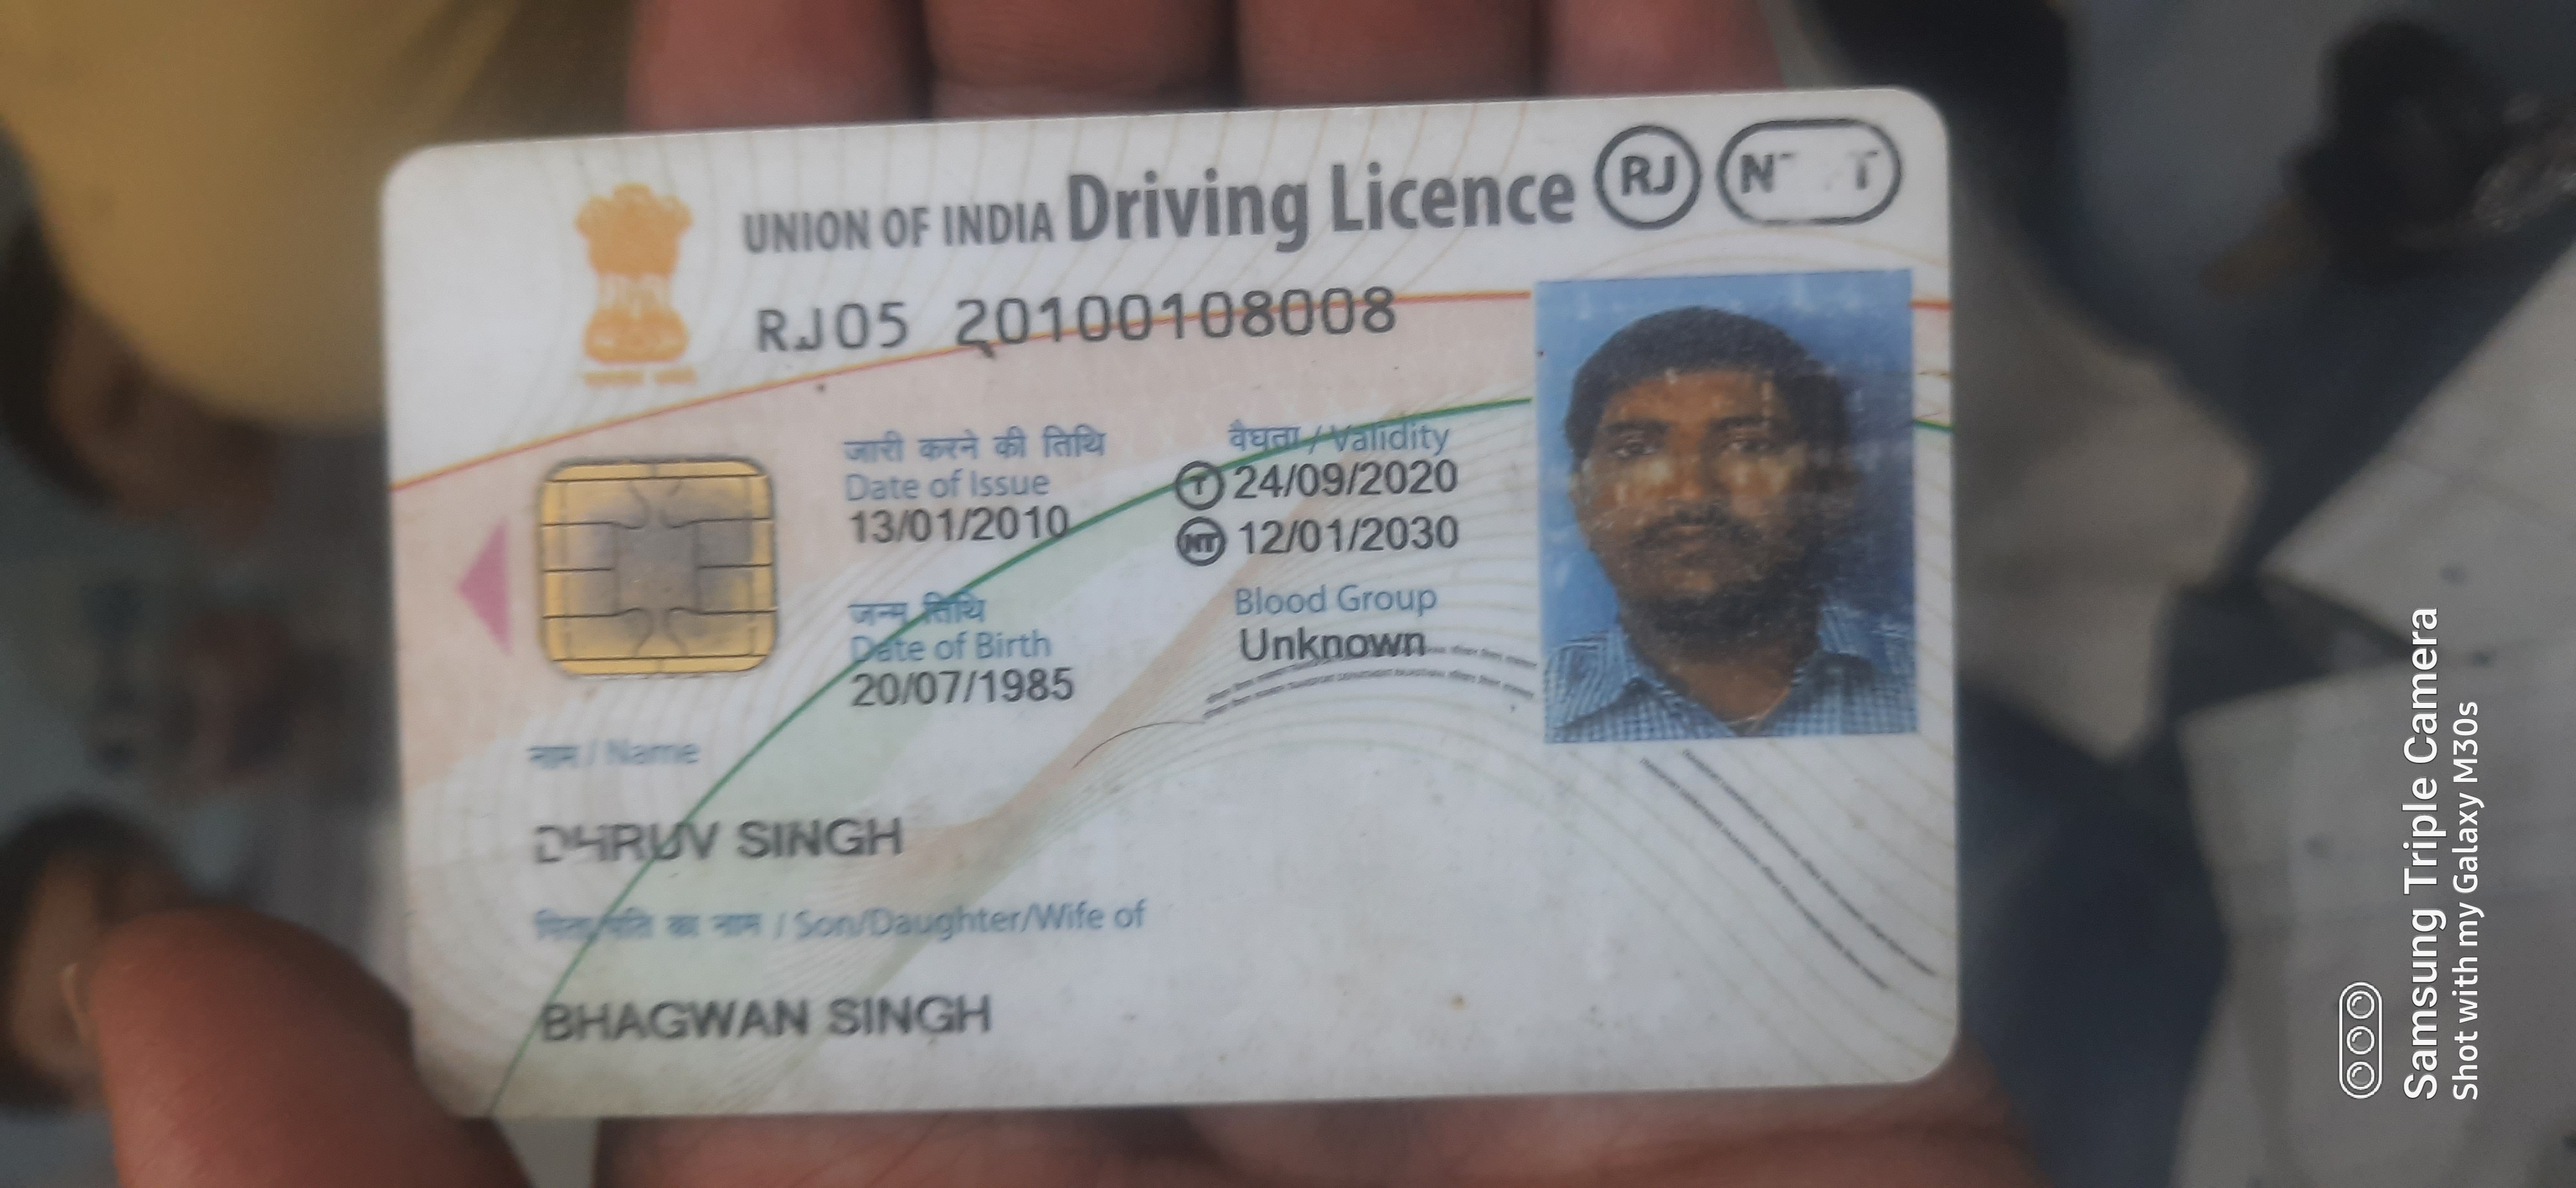 UNION OF INDIA Driving Licence RJ
RJ05 20100108008
जारी करने की तिथि
Date of Issue
13/01/2010
वैधता / Validity
T 24/09/2020
NT 12/01/2030
जन्म तिथि
Date of Birth
20/07/1985
Blood Group
Unknown
नाम / Name
DHRUV SINGH
पिता/पति का नाम / Son/Daughter/Wife of
BHAGWAN SINGH
Samsung Triple Camera
Shot with my Galaxy M30s